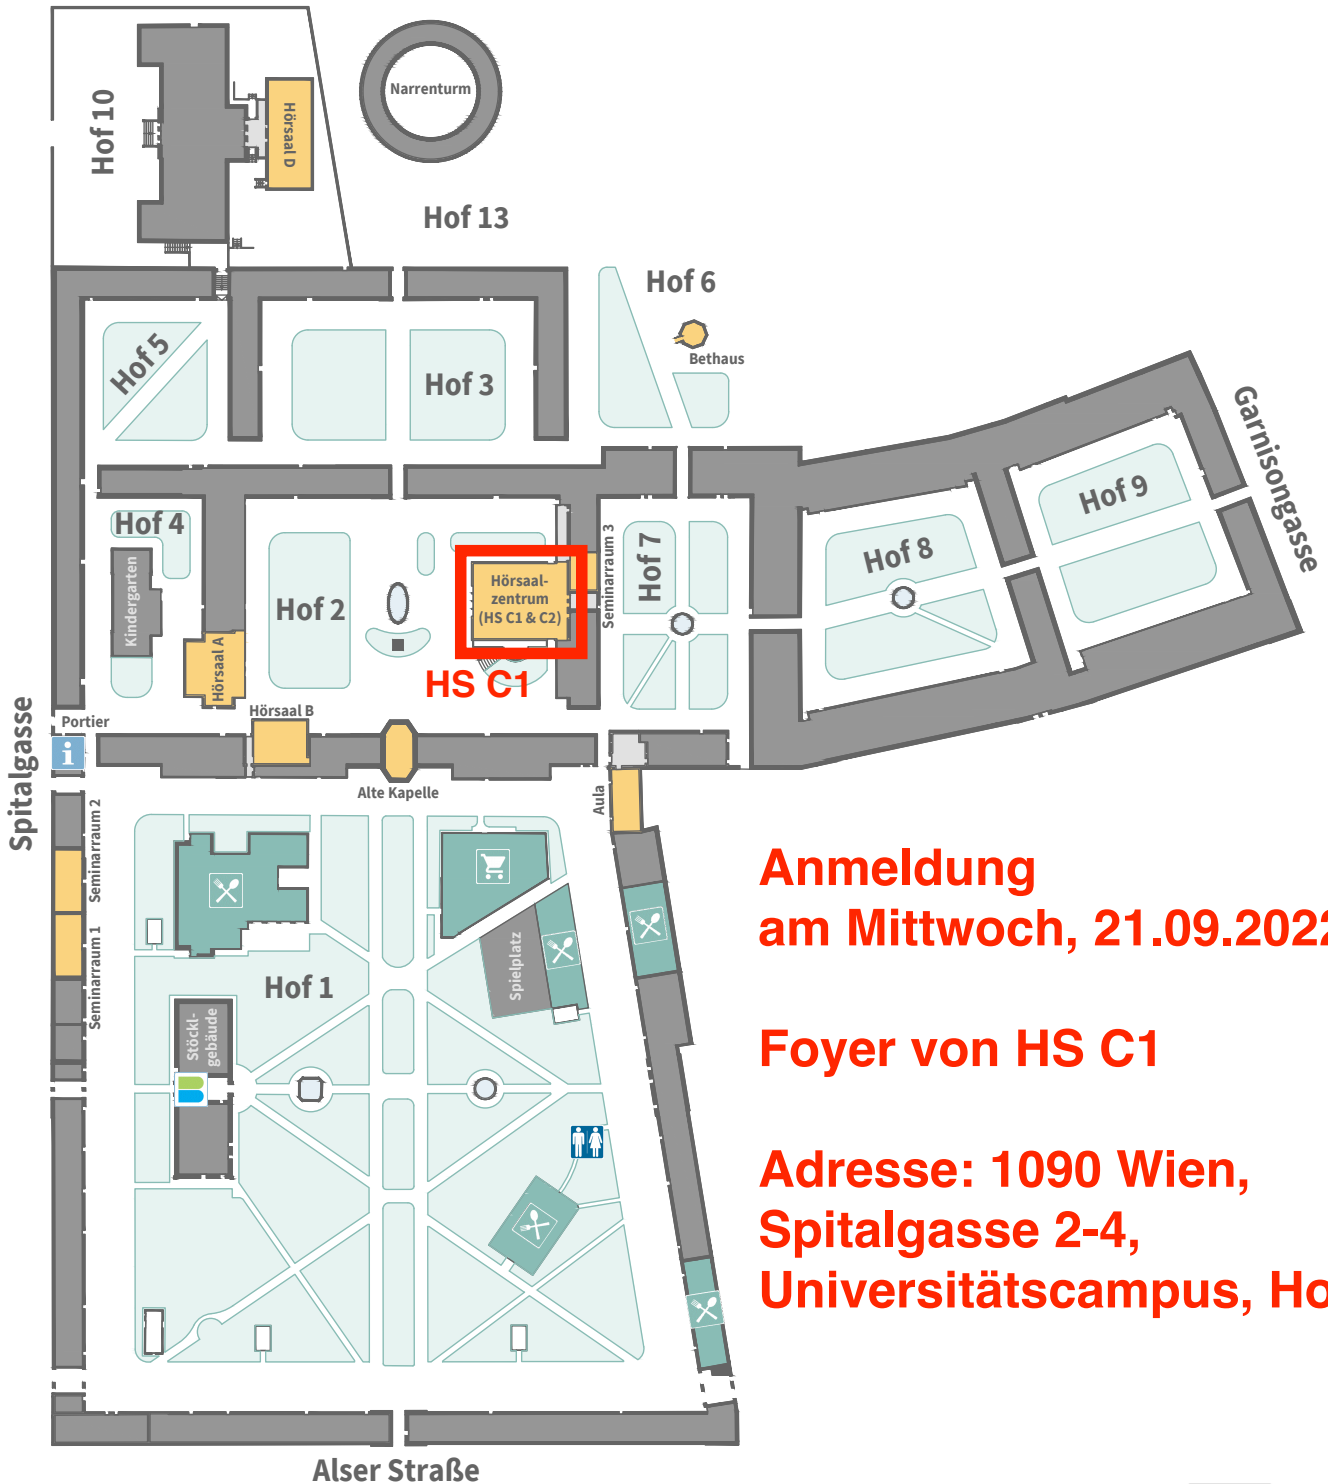 Narrenturm
Hof 10
Hörsaal D
Hof 13
Hof 6
Bethaus
Hof 5
Hof 3
Garnisongasse
Hof 9
Hof 4
Hof 8
Kindergarten
Hof 2
Hörsaal-
zentrum
(HS C1 & C2)
Seminarraum 3
Hof 7
Hörsaal A
HS C1
Spitalgasse
Portier
i
Hörsaal B
Alte Kapelle
Aula
Seminarraum 2
Seminarraum 1
Hof 1
Spielplatz
Stöckl-
gebäude
Anmeldung
am Mittwoch, 21.09.2022
Foyer von HS C1
Adresse: 1090 Wien,
Spitalgasse 2-4,
Universitätscampus, Ho
Alser Straße